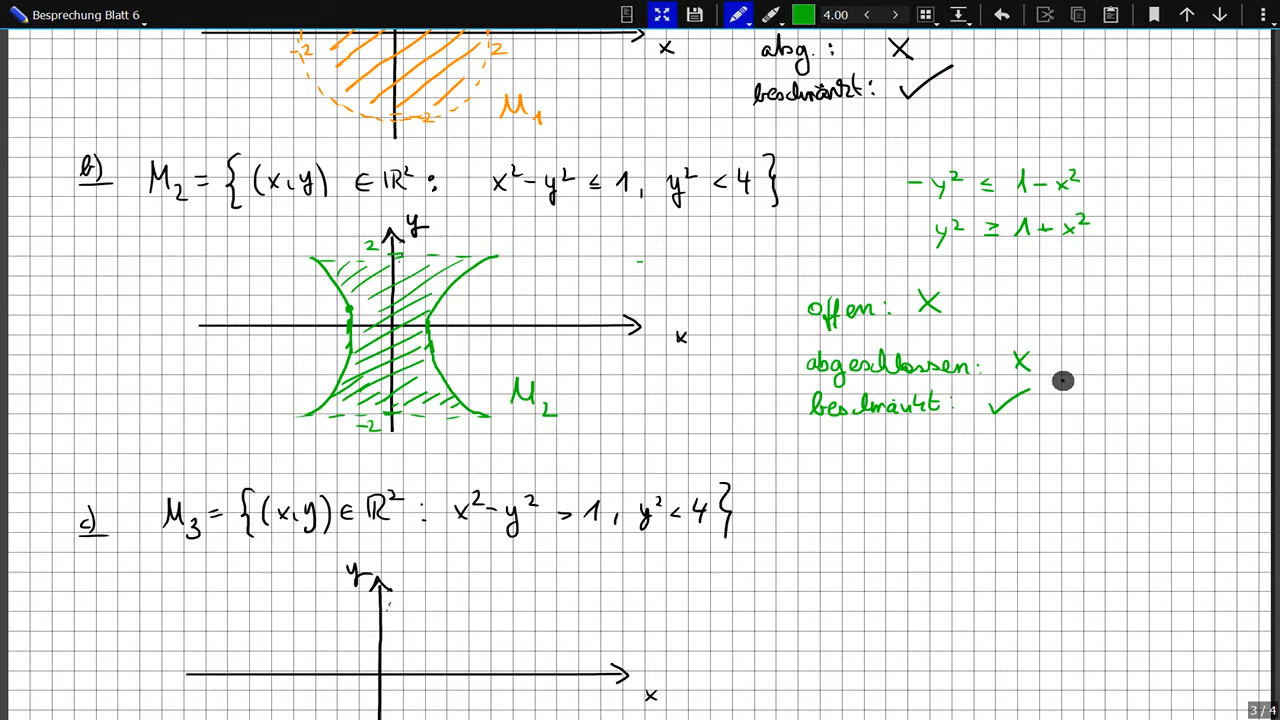 Besprechung Blatt 6
4.00
x
-2
2
-2
M₁
abg. : X
beschränkt: ✓
b) M₂ = {(x,y) ∈ ℝ² : x² - y² ≤ 1, y² < 4}
- y² ≤ 1 - x²
y² ≥ 1 + x²
y
2
x
-2
M₂
offen: X
abgeschlossen: X
beschränkt: ✓
c) M₃ = {(x,y) ∈ ℝ² : x² - y² > 1, y² < 4}
y
x
3 / 4